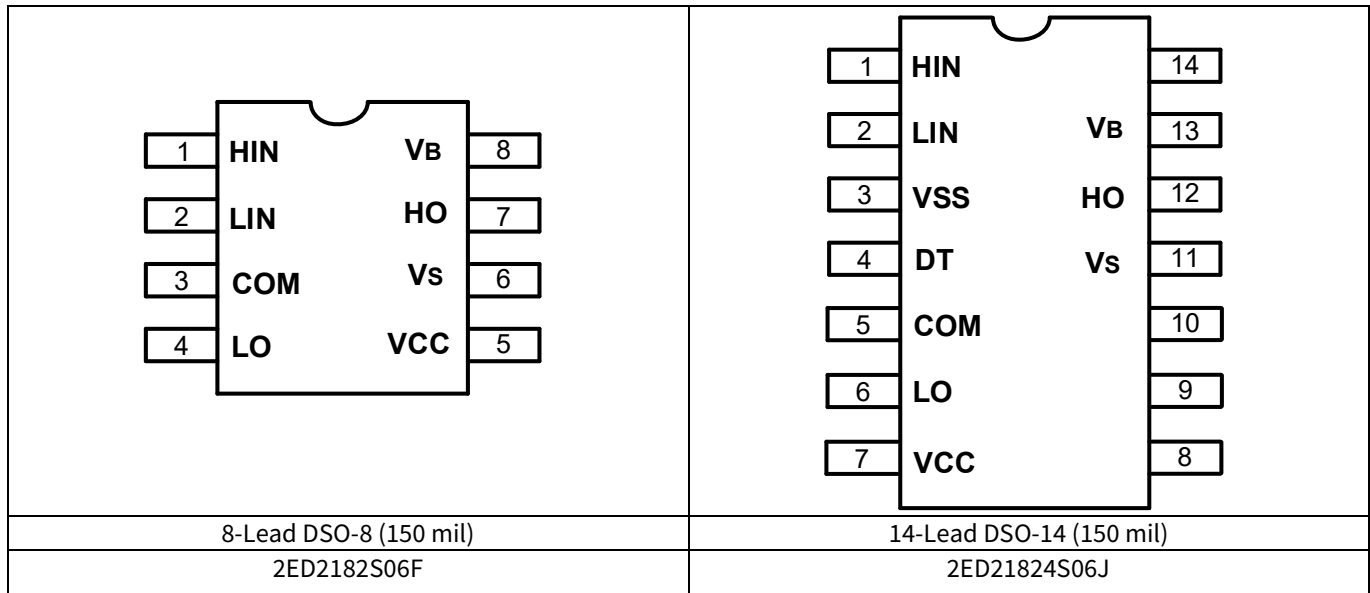 1 HIN VB 8
2 LIN HO 7
3 COM VS 6
4 LO VCC 5
8-Lead DSO-8 (150 mil)
2ED2182S06F
1 HIN 14
2 LIN VB 13
3 VSS HO 12
4 DT VS 11
5 COM 10
6 LO 9
7 VCC 8
14-Lead DSO-14 (150 mil)
2ED21824S06J